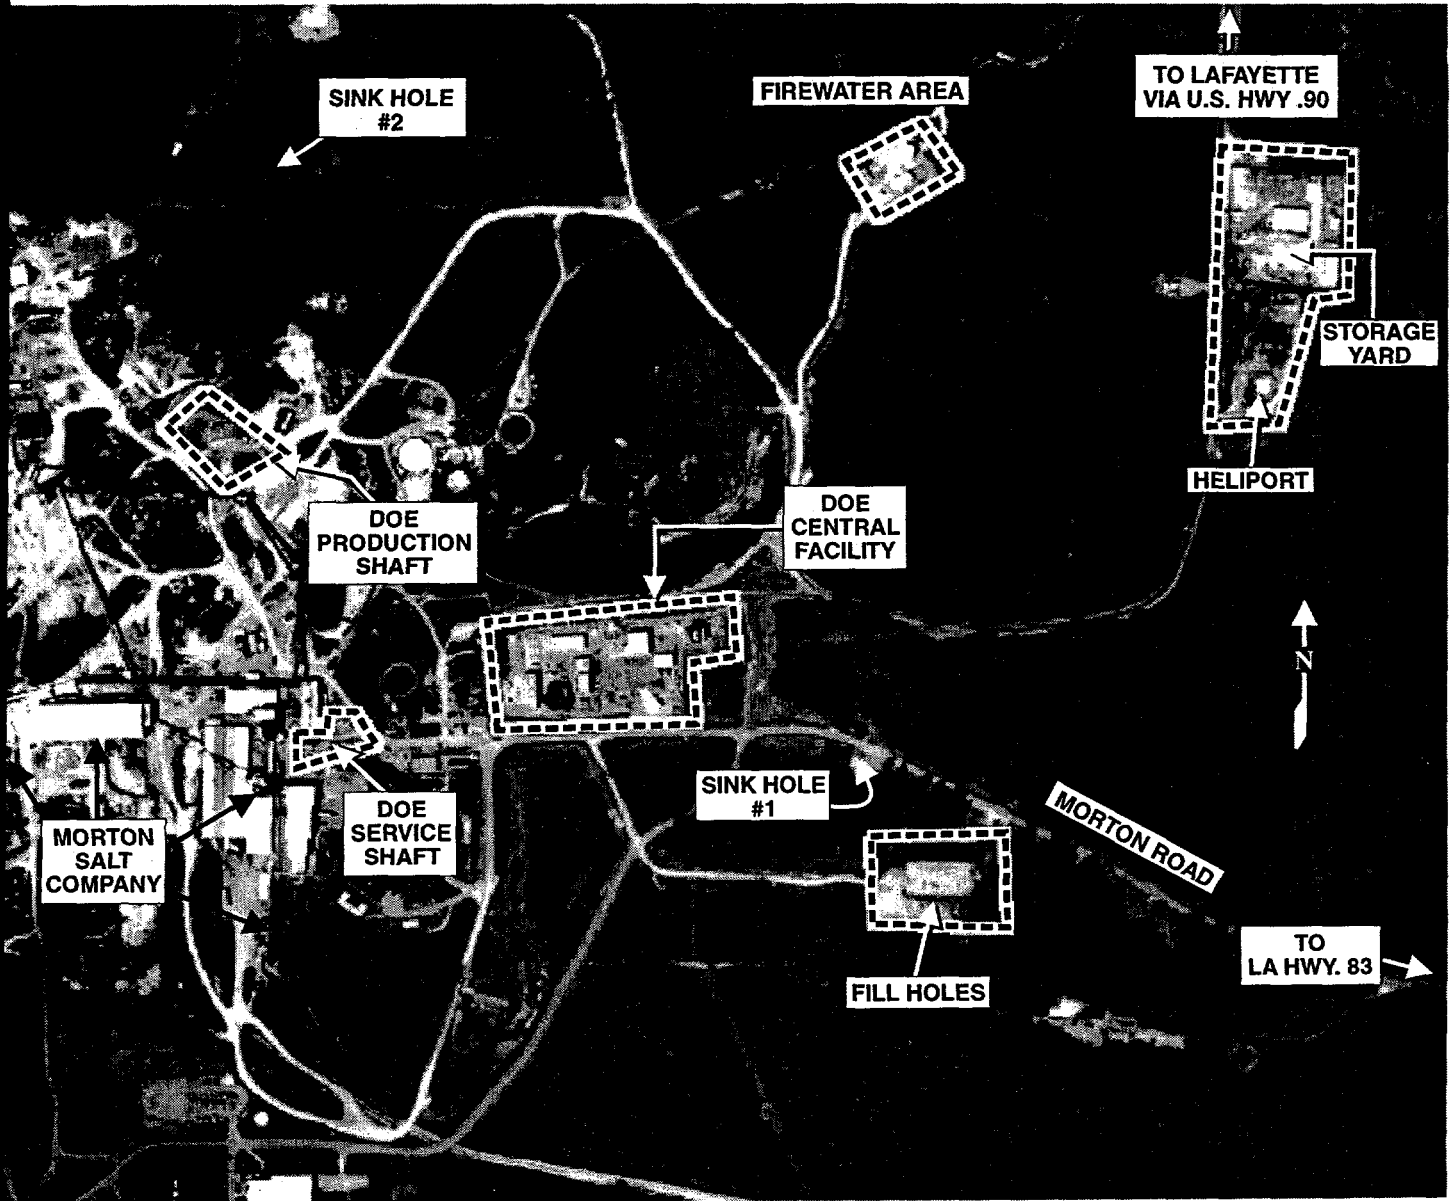 TO LAFAYETTE
VIA U.S. HWY .90
SINK HOLE
#2
FIREWATER AREA
STORAGE
YARD
HELIPORT
DOE
PRODUCTION
SHAFT
DOE
CENTRAL
FACILITY
N
SINK HOLE
#1
MORTON ROAD
MORTON
SALT
COMPANY
DOE
SERVICE
SHAFT
TO
LA HWY. 83
FILL HOLES